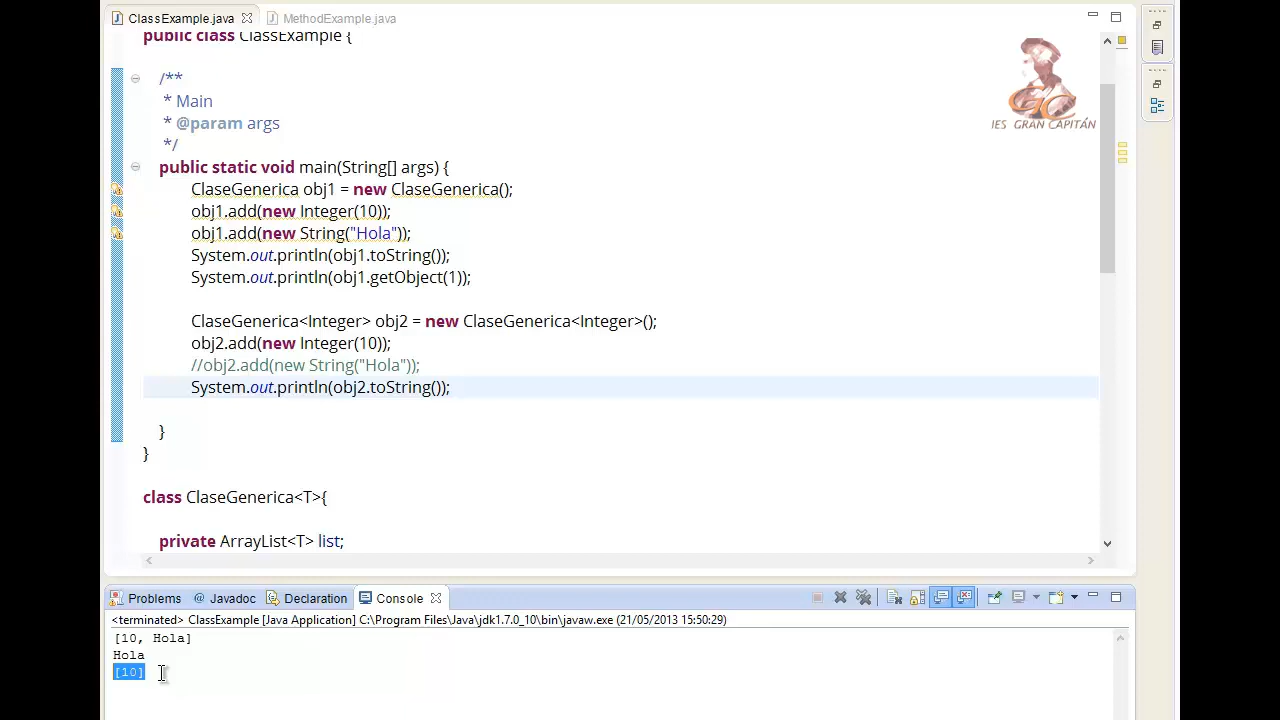 ClassExample.java
MethodExample.java
public class ClassExample {
/**
* Main
* @param args
*/
public static void main(String[] args) {
ClaseGenerica obj1 = new ClaseGenerica();
obj1.add(new Integer(10));
obj1.add(new String("Hola"));
System.out.println(obj1.toString());
System.out.println(obj1.getObject(1));
ClaseGenerica<Integer> obj2 = new ClaseGenerica<Integer>();
obj2.add(new Integer(10));
//obj2.add(new String("Hola"));
System.out.println(obj2.toString());
}
}
class ClaseGenerica<T>{
private ArrayList<T> list;
GC
IES GRAN CAPITÁN
Problems @ Javadoc Declaration Console
<terminated> ClassExample [Java Application] C:\Program Files\Java\jdk1.7.0_10\bin\javaw.exe (21/05/2013 15:50:29)
[10, Hola]
Hola
[10]